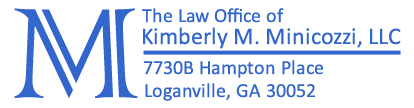 M
The Law Office of
Kimberly M. Minicozzi, LLC
7730B Hampton Place
Loganville, GA 30052